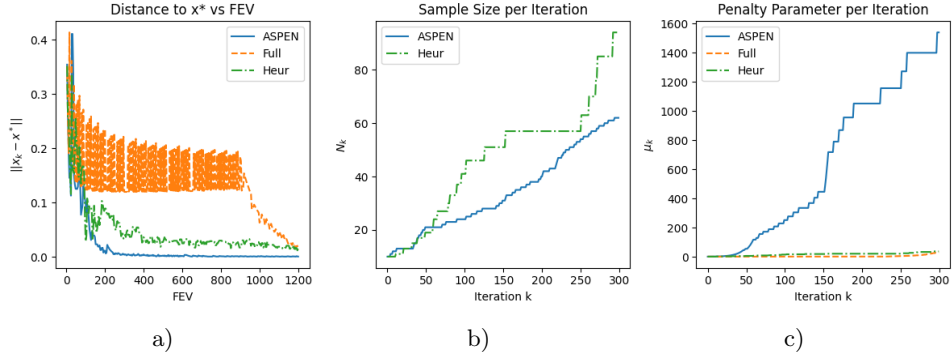 Distance to x* vs FEV
Sample Size per Iteration
Penalty Parameter per Iteration
||x_k − x*||
0.4
0.3
0.2
0.1
0.0
ASPEN
Full
Heur
0 200 400 600 800 1000 1200
FEV
N_k
80
60
40
20
ASPEN
Heur
0 50 100 150 200 250 300
Iteration k
μ_k
1600
1400
1200
1000
800
600
400
200
0
ASPEN
Full
Heur
0 50 100 150 200 250 300
Iteration k
a)
b)
c)